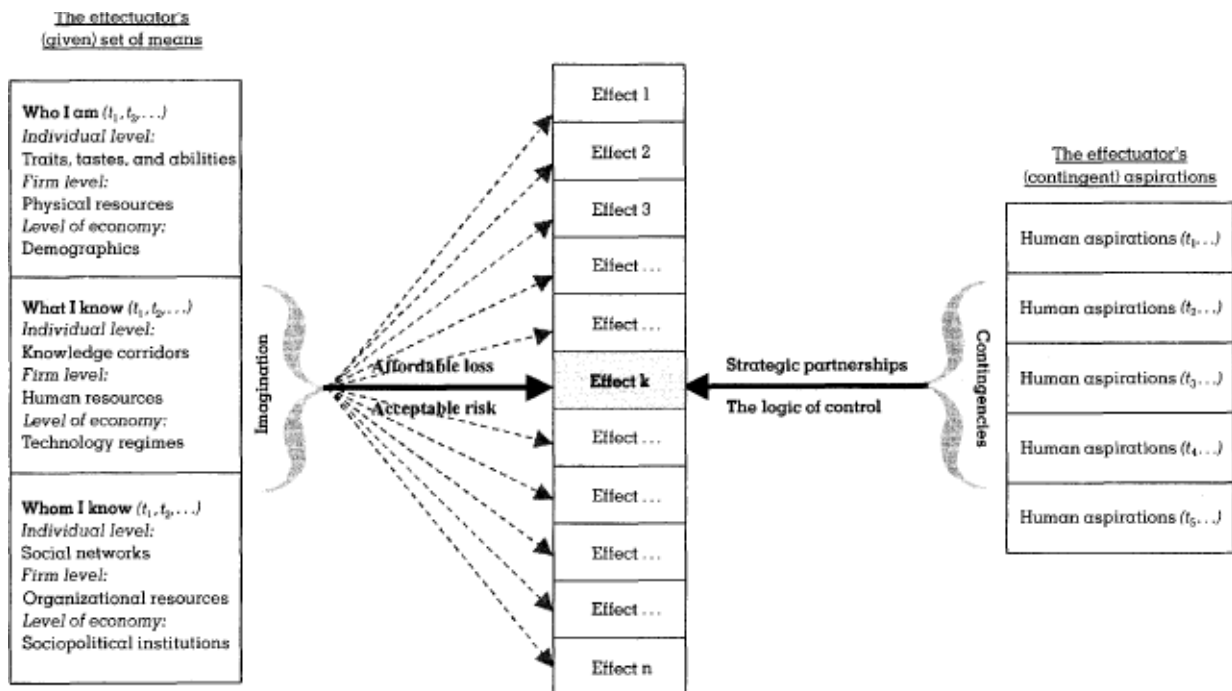 The effectuator's
(given) set of means
Who I am (t₁, t₂,...)
Individual level:
Traits, tastes, and abilities
Firm level:
Physical resources
Level of economy:
Demographics
What I know (t₁, t₂,...)
Individual level:
Knowledge corridors
Firm level:
Human resources
Level of economy:
Technology regimes
Whom I know (t₁, t₂,...)
Individual level:
Social networks
Firm level:
Organizational resources
Level of economy:
Sociopolitical institutions
Imagination
Affordable loss
Acceptable risk
Effect 1
Effect 2
Effect 3
Effect ...
Effect ...
Effect k
Effect ...
Effect ...
Effect ...
Effect ...
Effect n
Strategic partnerships
The logic of control
Contingencies
The effectuator's
(contingent) aspirations
Human aspirations (t₁...)
Human aspirations (t₂...)
Human aspirations (t₃...)
Human aspirations (t₄...)
Human aspirations (t₅...)